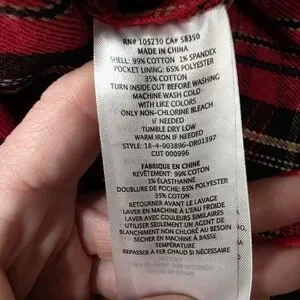 RN# 105230 CA# 58350
MADE IN CHINA
SHELL: 99% COTTON 1% SPANDEX
POCKET LINING: 65% POLYESTER
35% COTTON
TURN INSIDE OUT BEFORE WASHING
MACHINE WASH COLD
WITH LIKE COLORS
ONLY NON-CHLORINE BLEACH
IF NEEDED
TUMBLE DRY LOW
WARM IRON IF NEEDED
STYLE: 18-4-003896-DR01397
CUT 000996
FABRIQUE EN CHINE
REVÊTEMENT: 99% COTON
1% ÉLASTHANNE
DOUBLURE DE POCHE: 65% POLYESTER
35% COTON
RETOURNER AVANT LE LAVAGE
LAVER EN MACHINE À L'EAU FROIDE
LAVER AVEC COULEURS SIMILAIRES
UTILISER SEULEMENT UN AGENT DE
BLANCHIMENT NON CHLORÉ AU BESOIN
SÉCHER EN MACHINE À BASSE
TEMPÉRATURE
REPASSER À FER CHAUD SI NÉCESSAIRE